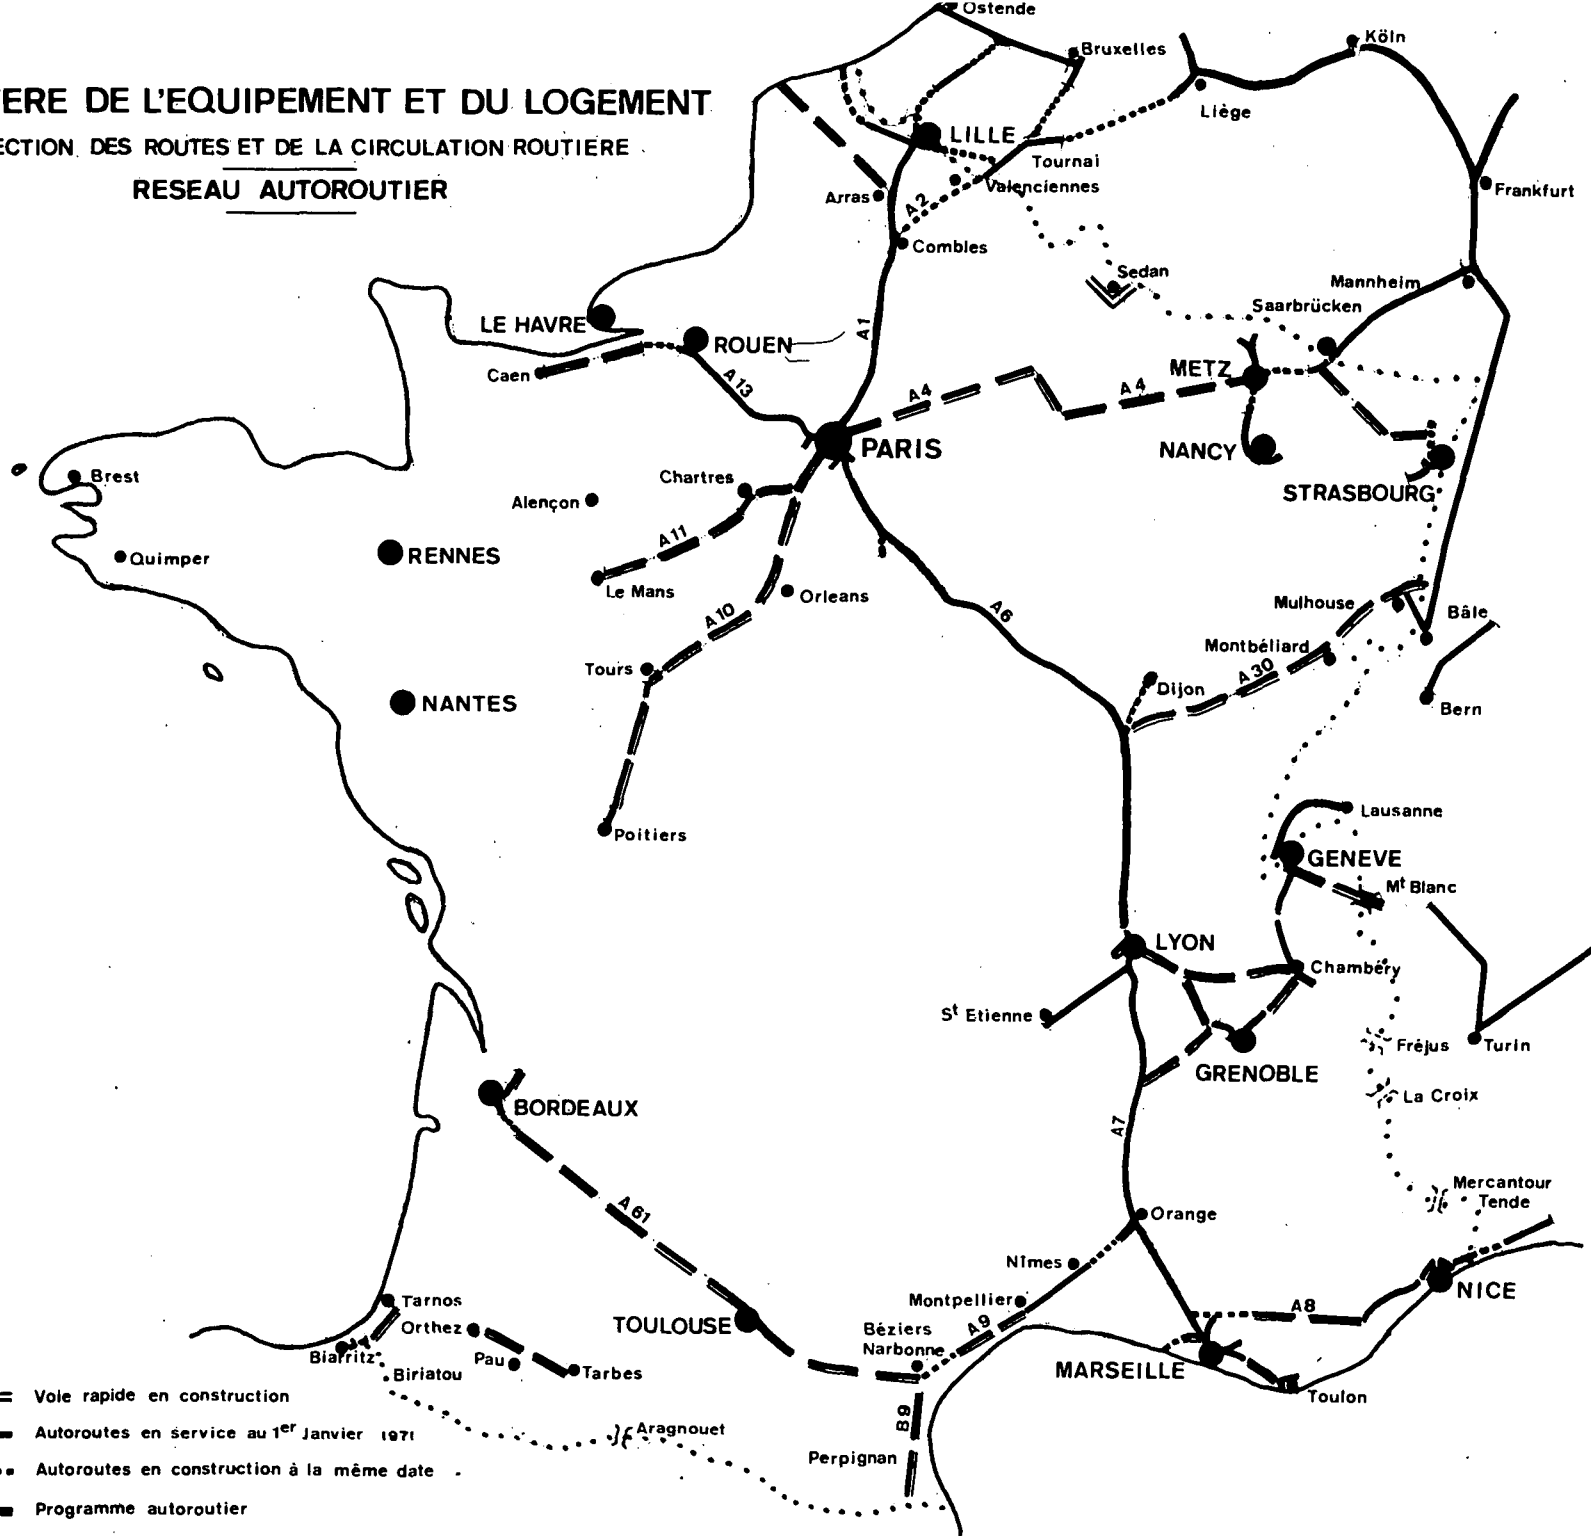 ERE DE L'EQUIPEMENT ET DU LOGEMENT
ECTION DES ROUTES ET DE LA CIRCULATION ROUTIERE
RESEAU AUTOROUTIER
Ostende
Bruxelles
Köln
Liège
LILLE
Tournai
Valenciennes
Frankfurt
Arras
A2
Combles
Sedan
Mannheim
Saarbrücken
LE HAVRE
ROUEN
A1
METZ
Caen
A13
A4
A4
PARIS
NANCY
Brest
Chartres
STRASBOURG
Alençon
A11
Quimper
RENNES
Le Mans
Orleans
A10
A6
Mulhouse
Bâle
Tours
Montbéliard
A30
Dijon
NANTES
Bern
Poitiers
Lausanne
GENEVE
Mt Blanc
LYON
Chambéry
St Etienne
Fréjus
Turin
GRENOBLE
La Croix
BORDEAUX
A7
A61
Mercantour
Tende
Orange
Nîmes
NICE
Tarnos
Montpellier
A8
Orthez
TOULOUSE
A9
Béziers
Narbonne
Biarritz
Pau
Tarbes
MARSEILLE
Biriatou
Toulon
Voie rapide en construction
Autoroutes en service au 1er Janvier 1971
Aragnouet
B9
Perpignan
Autoroutes en construction à la même date
Programme autoroutier